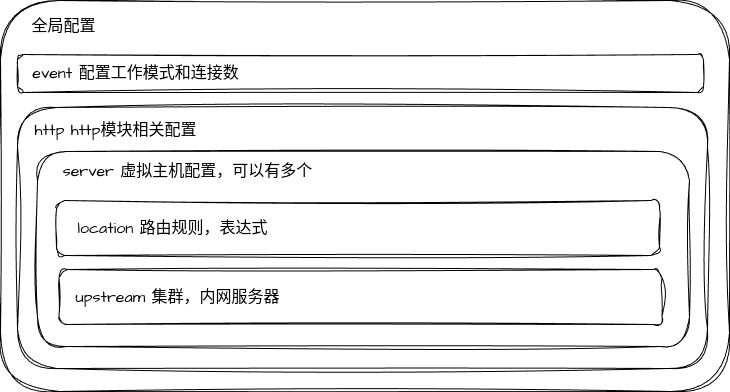 全局配置
event 配置工作模式和连接数
http http模块相关配置
server 虚拟主机配置，可以有多个
location 路由规则，表达式
upstream 集群，内网服务器